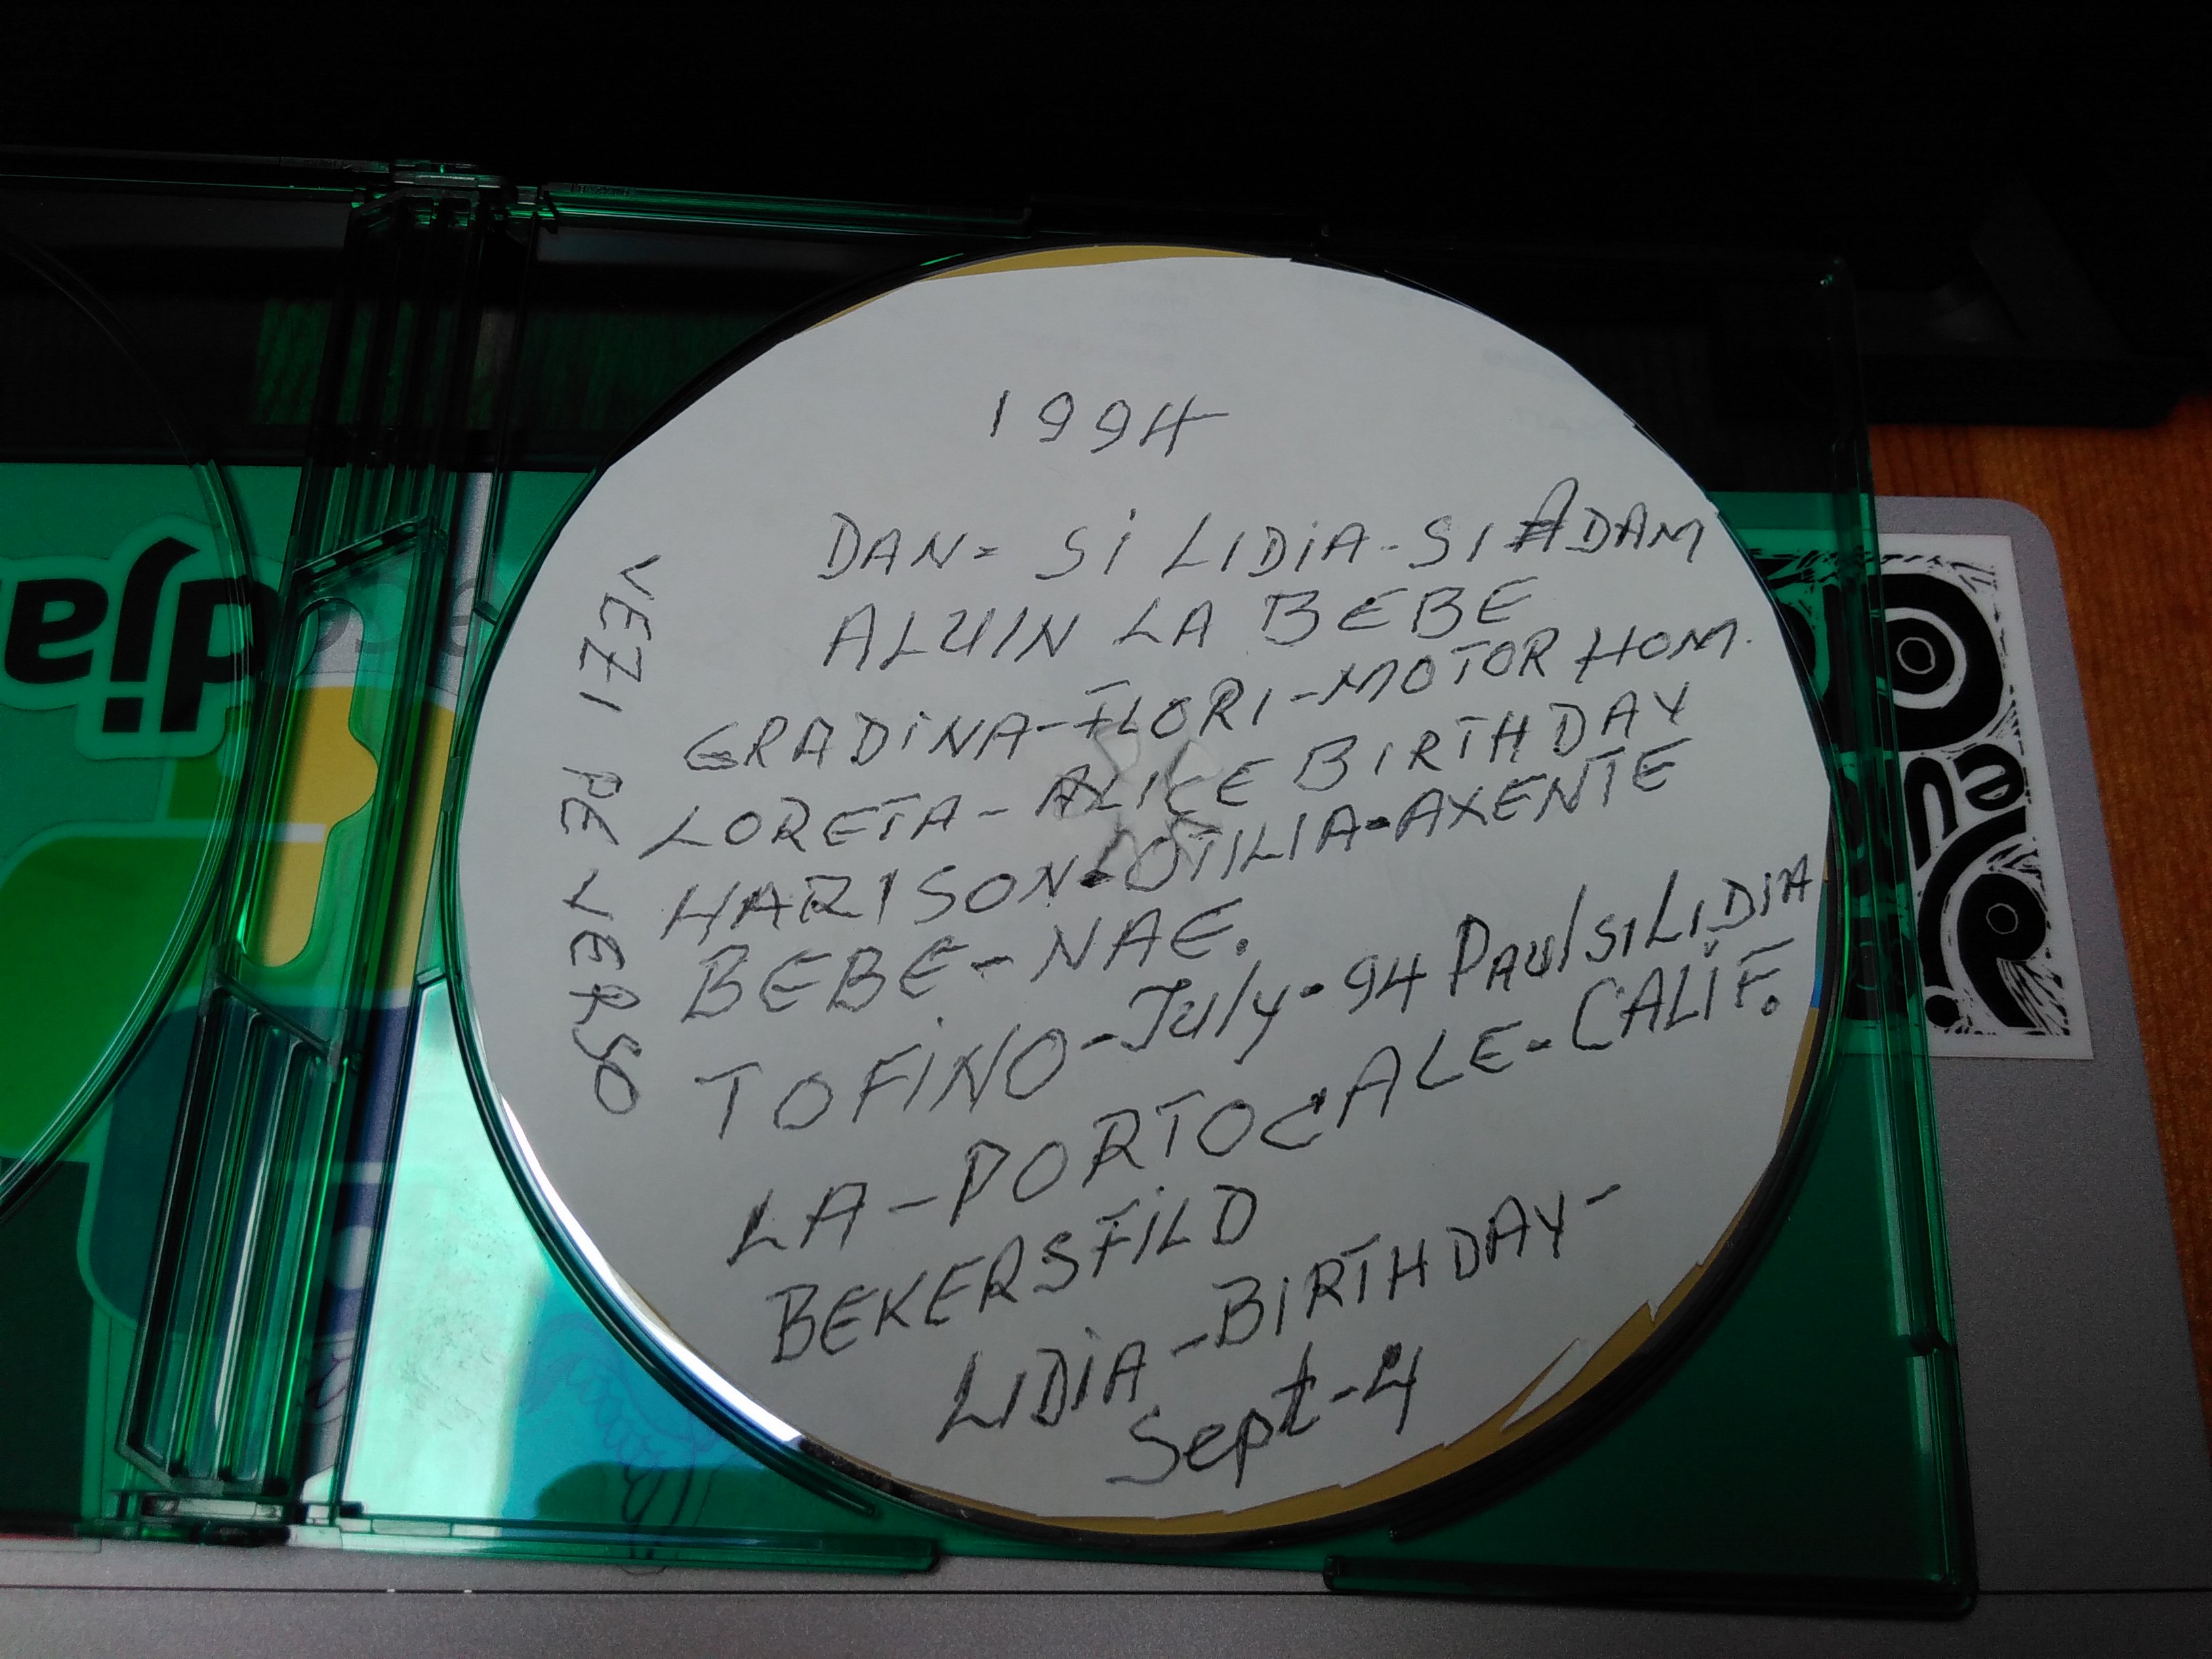 1994
DAN= Si LIDiA-SI ADAM
ALUIN LA BEBE
GRADiNA-FLORI-MOTOR HOM.
LORETA-ALICE BIRTHDAY
HARISON-OTILIA-AXENTE
BEBE-NAE.
TOFiNO-July-94 Paul si LiDiA
LA-PORTOCALE-CALIF.
BEKERSFiLD
LIDiA-BiRTHDAY-
Sept-4
VEZI PE VERSO
django